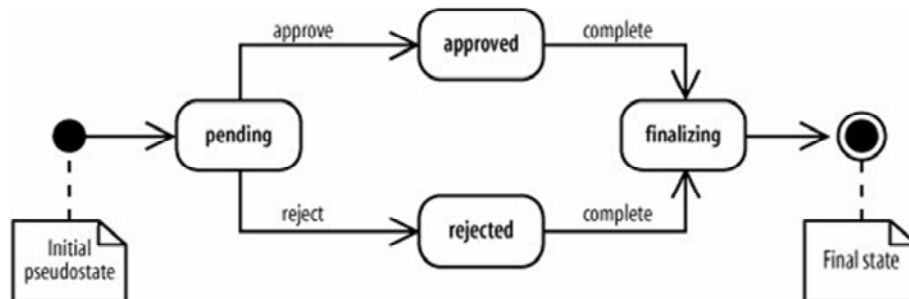 approve
approved
complete
pending
finalizing
reject
rejected
complete
Initial
pseudostate
Final state